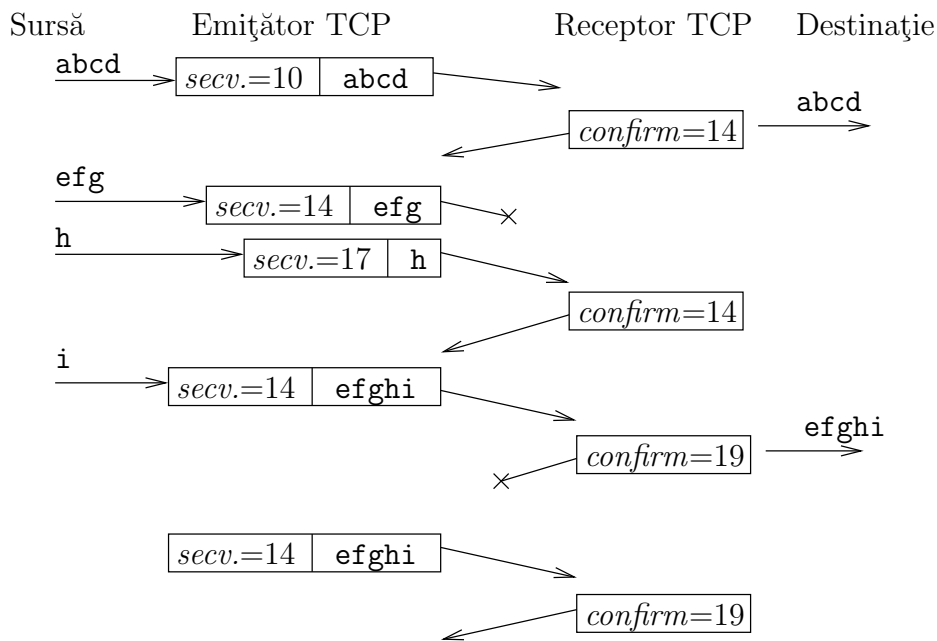 Sursă Emiţător TCP Receptor TCP Destinaţie
abcd secv.=10 abcd
confirm=14 abcd
efg secv.=14 efg
h secv.=17 h
confirm=14
i secv.=14 efghi
confirm=19 efghi
secv.=14 efghi
confirm=19